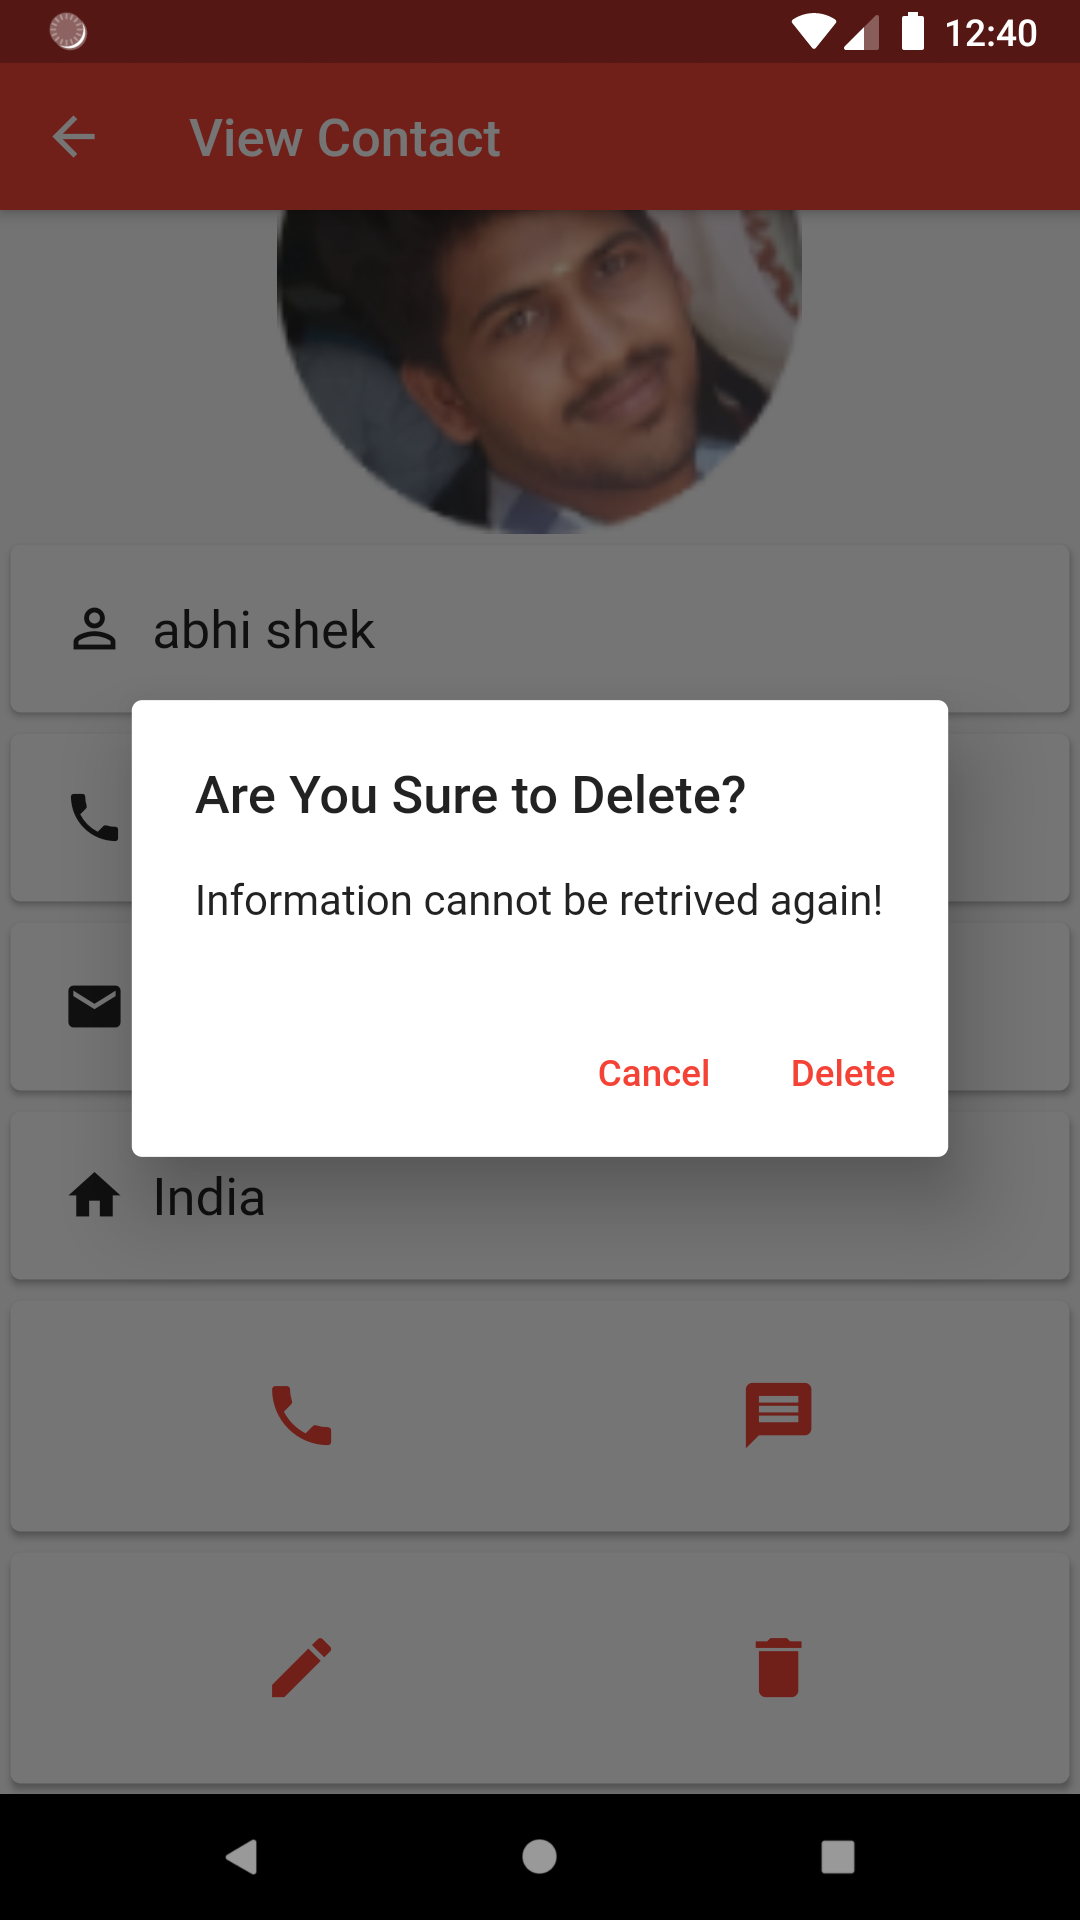 12:40
View Contact
abhi shek
Are You Sure to Delete?
Information cannot be retrived again!
Cancel Delete
India